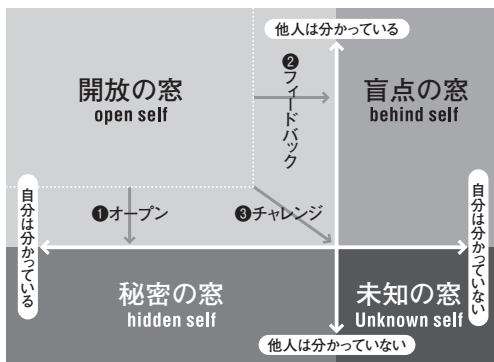 他人は分かっている
開放の窓
open self
❷フィードバック
盲点の窓
behind self
自分は分かっている
❶オープン
❸チャレンジ
自分は分かっていない
秘密の窓
hidden self
未知の窓
Unknown self
他人は分かっていない